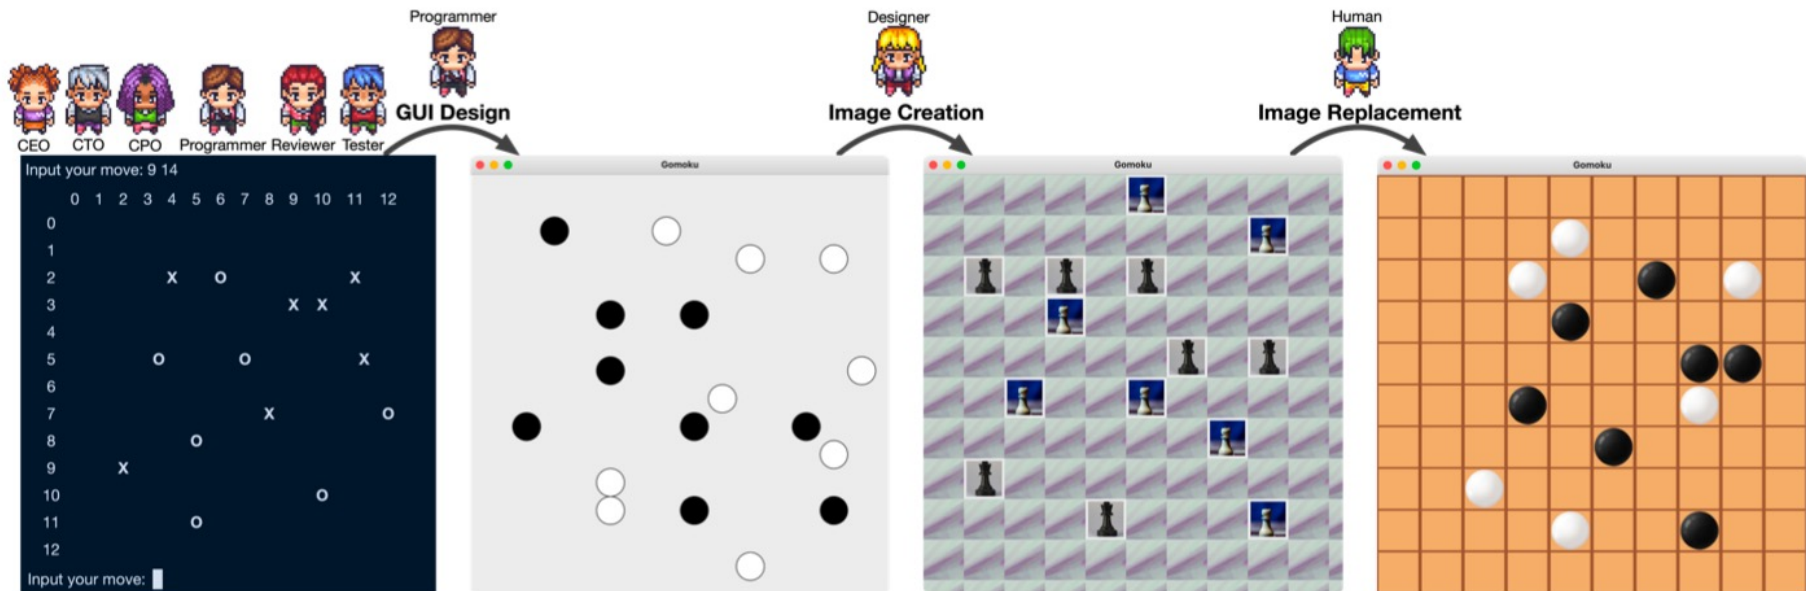 Programmer
Designer
Human
GUI Design
Image Creation
Image Replacement
CEO CTO CPO Programmer Reviewer Tester
Input your move: 9 14
0 1 2 3 4 5 6 7 8 9 10 11 12
0
1
2 X O X
3 X X
4
5 O O X
6
7 X O
8 O
9 X
10 O
11 O
12
Input your move:
Gomoku
Gomoku
Gomoku